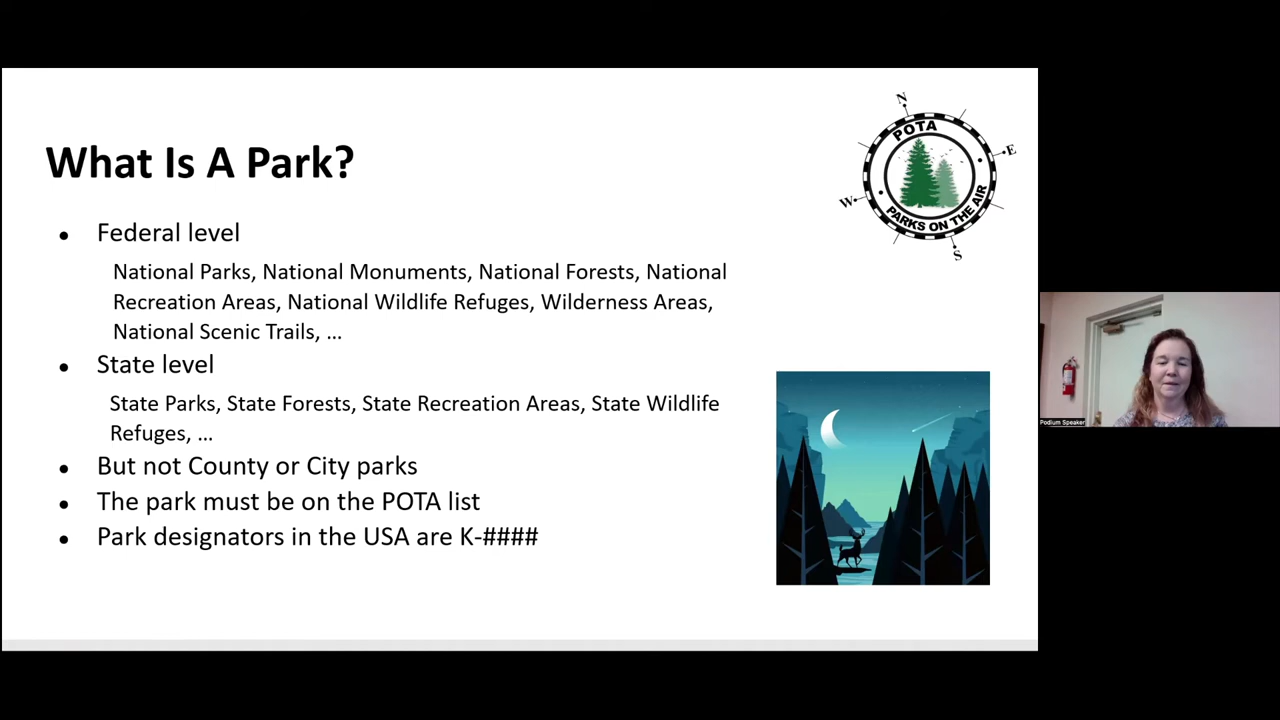 What Is A Park?
N
POTA
E
W
PARKS ON THE AIR
S
• Federal level
National Parks, National Monuments, National Forests, National
Recreation Areas, National Wildlife Refuges, Wilderness Areas,
National Scenic Trails, ...
• State level
State Parks, State Forests, State Recreation Areas, State Wildlife
Refuges, ...
• But not County or City parks
• The park must be on the POTA list
• Park designators in the USA are K-####
Podium Speaker